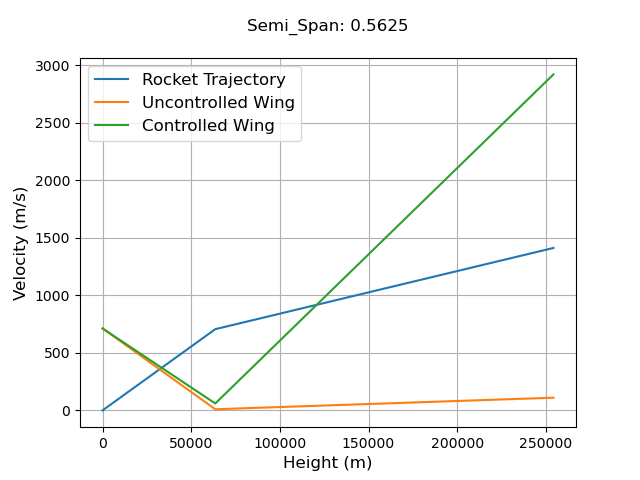 Semi_Span: 0.5625
Rocket Trajectory
Uncontrolled Wing
Controlled Wing
Velocity (m/s)
3000
2500
2000
1500
1000
500
0
0 50000 100000 150000 200000 250000
Height (m)